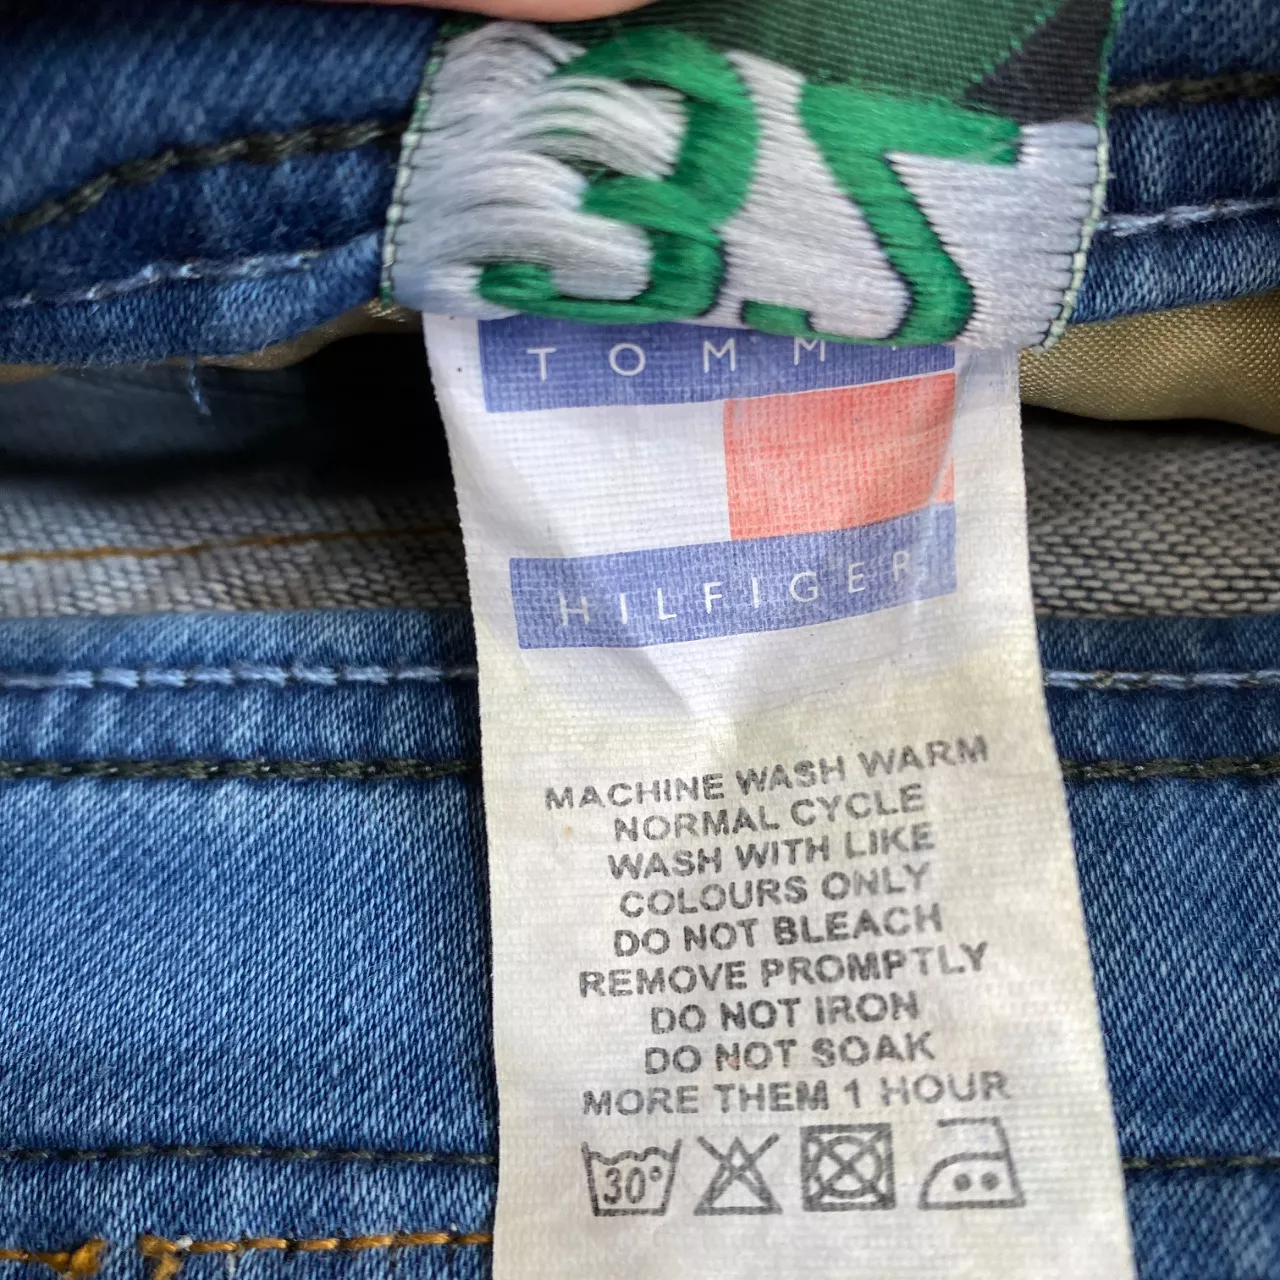 TOMMY
HILFIGER
MACHINE WASH WARM
NORMAL CYCLE
WASH WITH LIKE
COLOURS ONLY
DO NOT BLEACH
REMOVE PROMPTLY
DO NOT IRON
DO NOT SOAK
MORE THEM 1 HOUR
30°